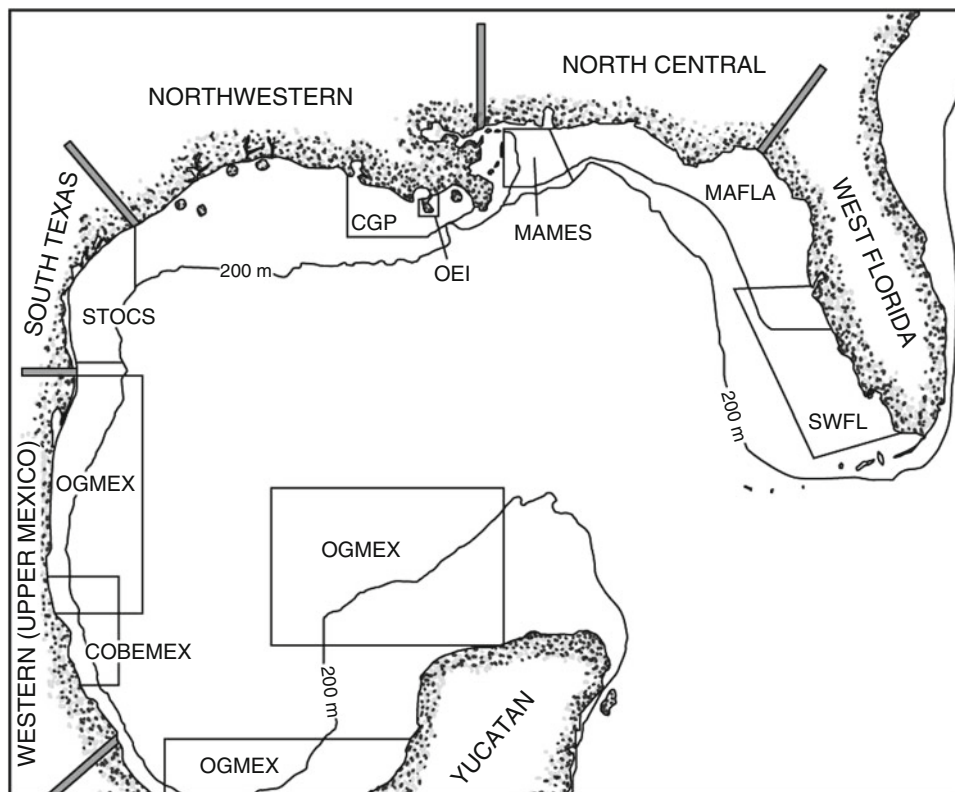 NORTH CENTRAL
NORTHWESTERN
SOUTH TEXAS
WEST FLORIDA
MAFLA
CGP
MAMES
OEI
200 m
STOCS
200 m
SWFL
WESTERN (UPPER MEXICO)
OGMEX
OGMEX
COBEMEX
200 m
YUCATAN
OGMEX